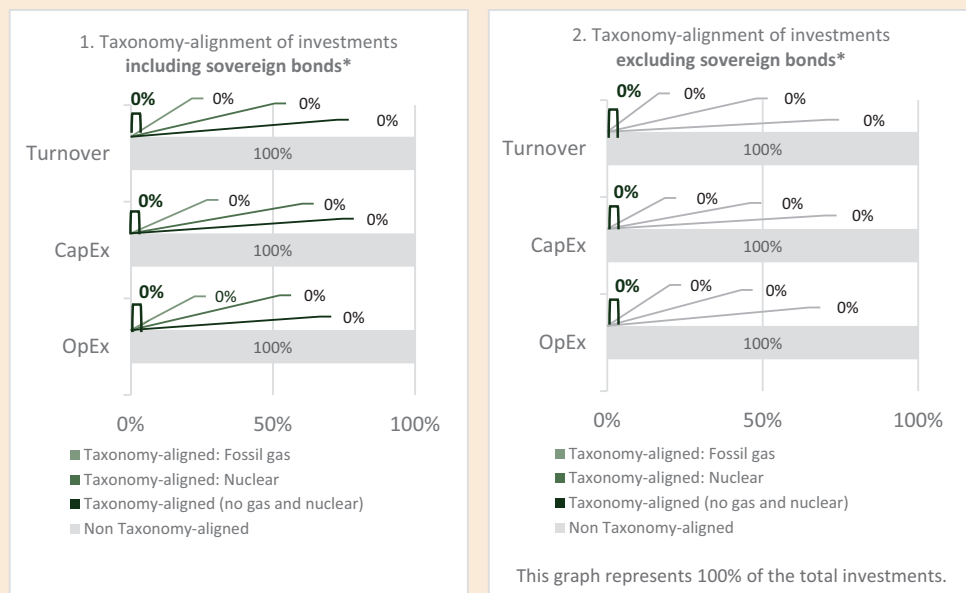 1. Taxonomy-alignment of investments
including sovereign bonds*
0%
0%
0%
0%
Turnover
100%
0%
0%
0%
0%
CapEx
100%
0%
0%
0%
0%
OpEx
100%
0%
50%
100%
Taxonomy-aligned: Fossil gas
Taxonomy-aligned: Nuclear
Taxonomy-aligned (no gas and nuclear)
Non Taxonomy-aligned
2. Taxonomy-alignment of investments
excluding sovereign bonds*
0%
0%
0%
0%
Turnover
100%
0%
0%
0%
0%
CapEx
100%
0%
0%
0%
0%
OpEx
100%
0%
50%
100%
Taxonomy-aligned: Fossil gas
Taxonomy-aligned: Nuclear
Taxonomy-aligned (no gas and nuclear)
Non Taxonomy-aligned
This graph represents 100% of the total investments.